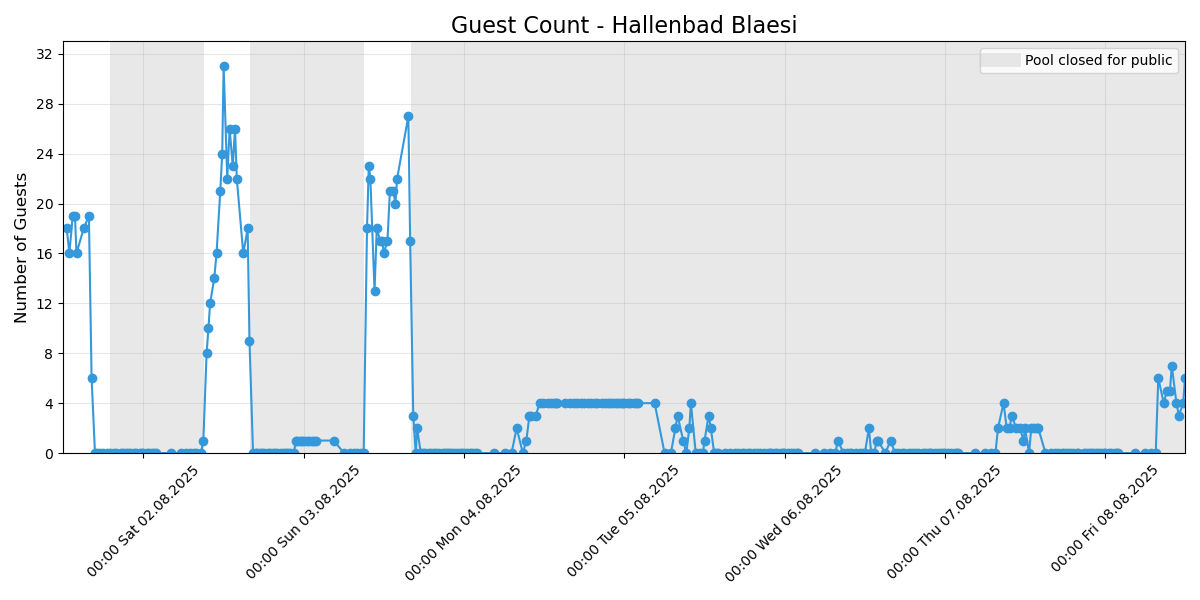 Guest Count - Hallenbad Blaesi
Pool closed for public
Number of Guests
32
28
24
20
16
12
8
4
0
00:00 Sat 02.08.2025
00:00 Sun 03.08.2025
00:00 Mon 04.08.2025
00:00 Tue 05.08.2025
00:00 Wed 06.08.2025
00:00 Thu 07.08.2025
00:00 Fri 08.08.2025